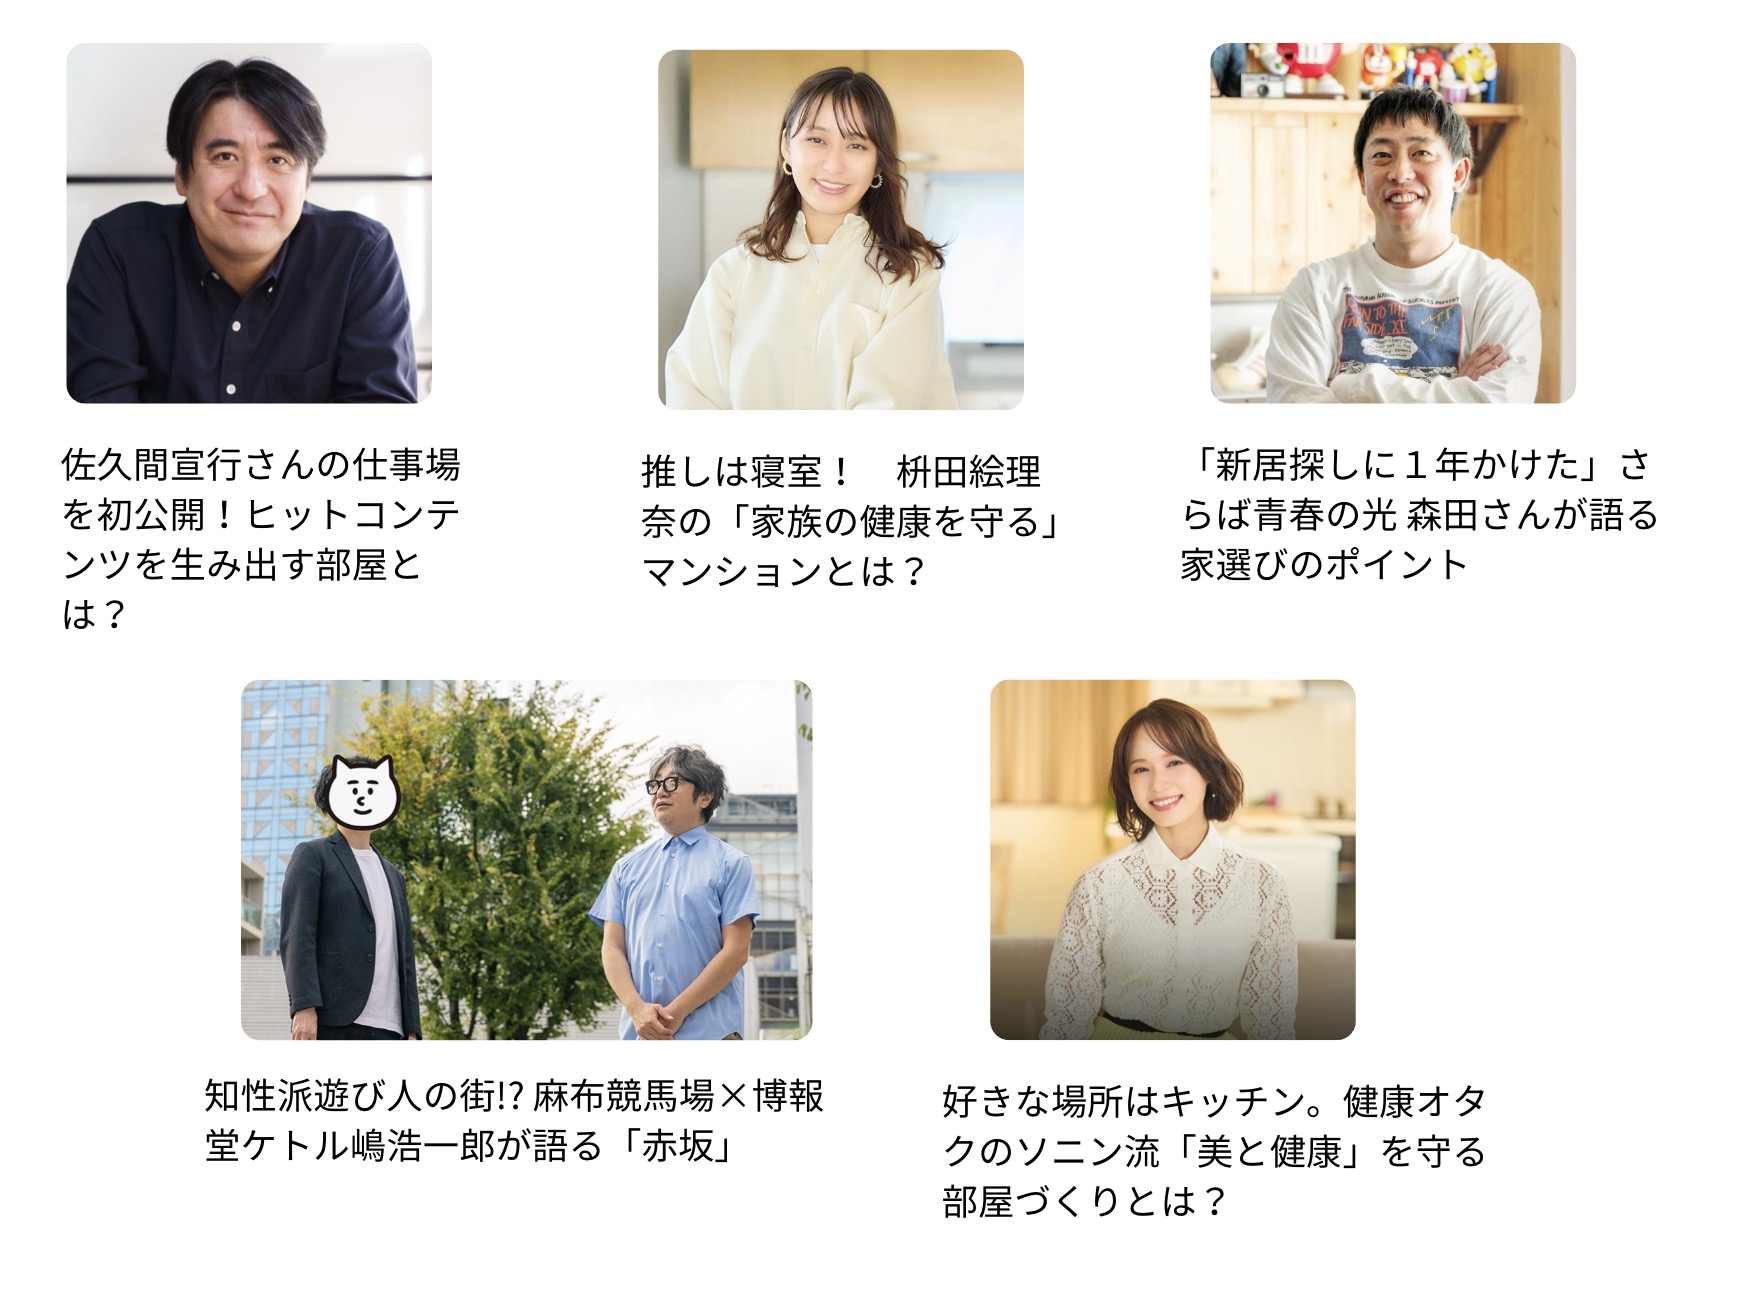 佐久間宣行さんの仕事場
を初公開！ヒットコンテ
ンツを生み出す部屋と
は？
推しは寝室！　枡田絵理
奈の「家族の健康を守る」
マンションとは？
「新居探しに１年かけた」さ
らば青春の光 森田さんが語る
家選びのポイント
知性派遊び人の街!? 麻布競馬場×博報
堂ケトル嶋浩一郎が語る「赤坂」
好きな場所はキッチン。健康オタ
クのソニン流「美と健康」を守る
部屋づくりとは？